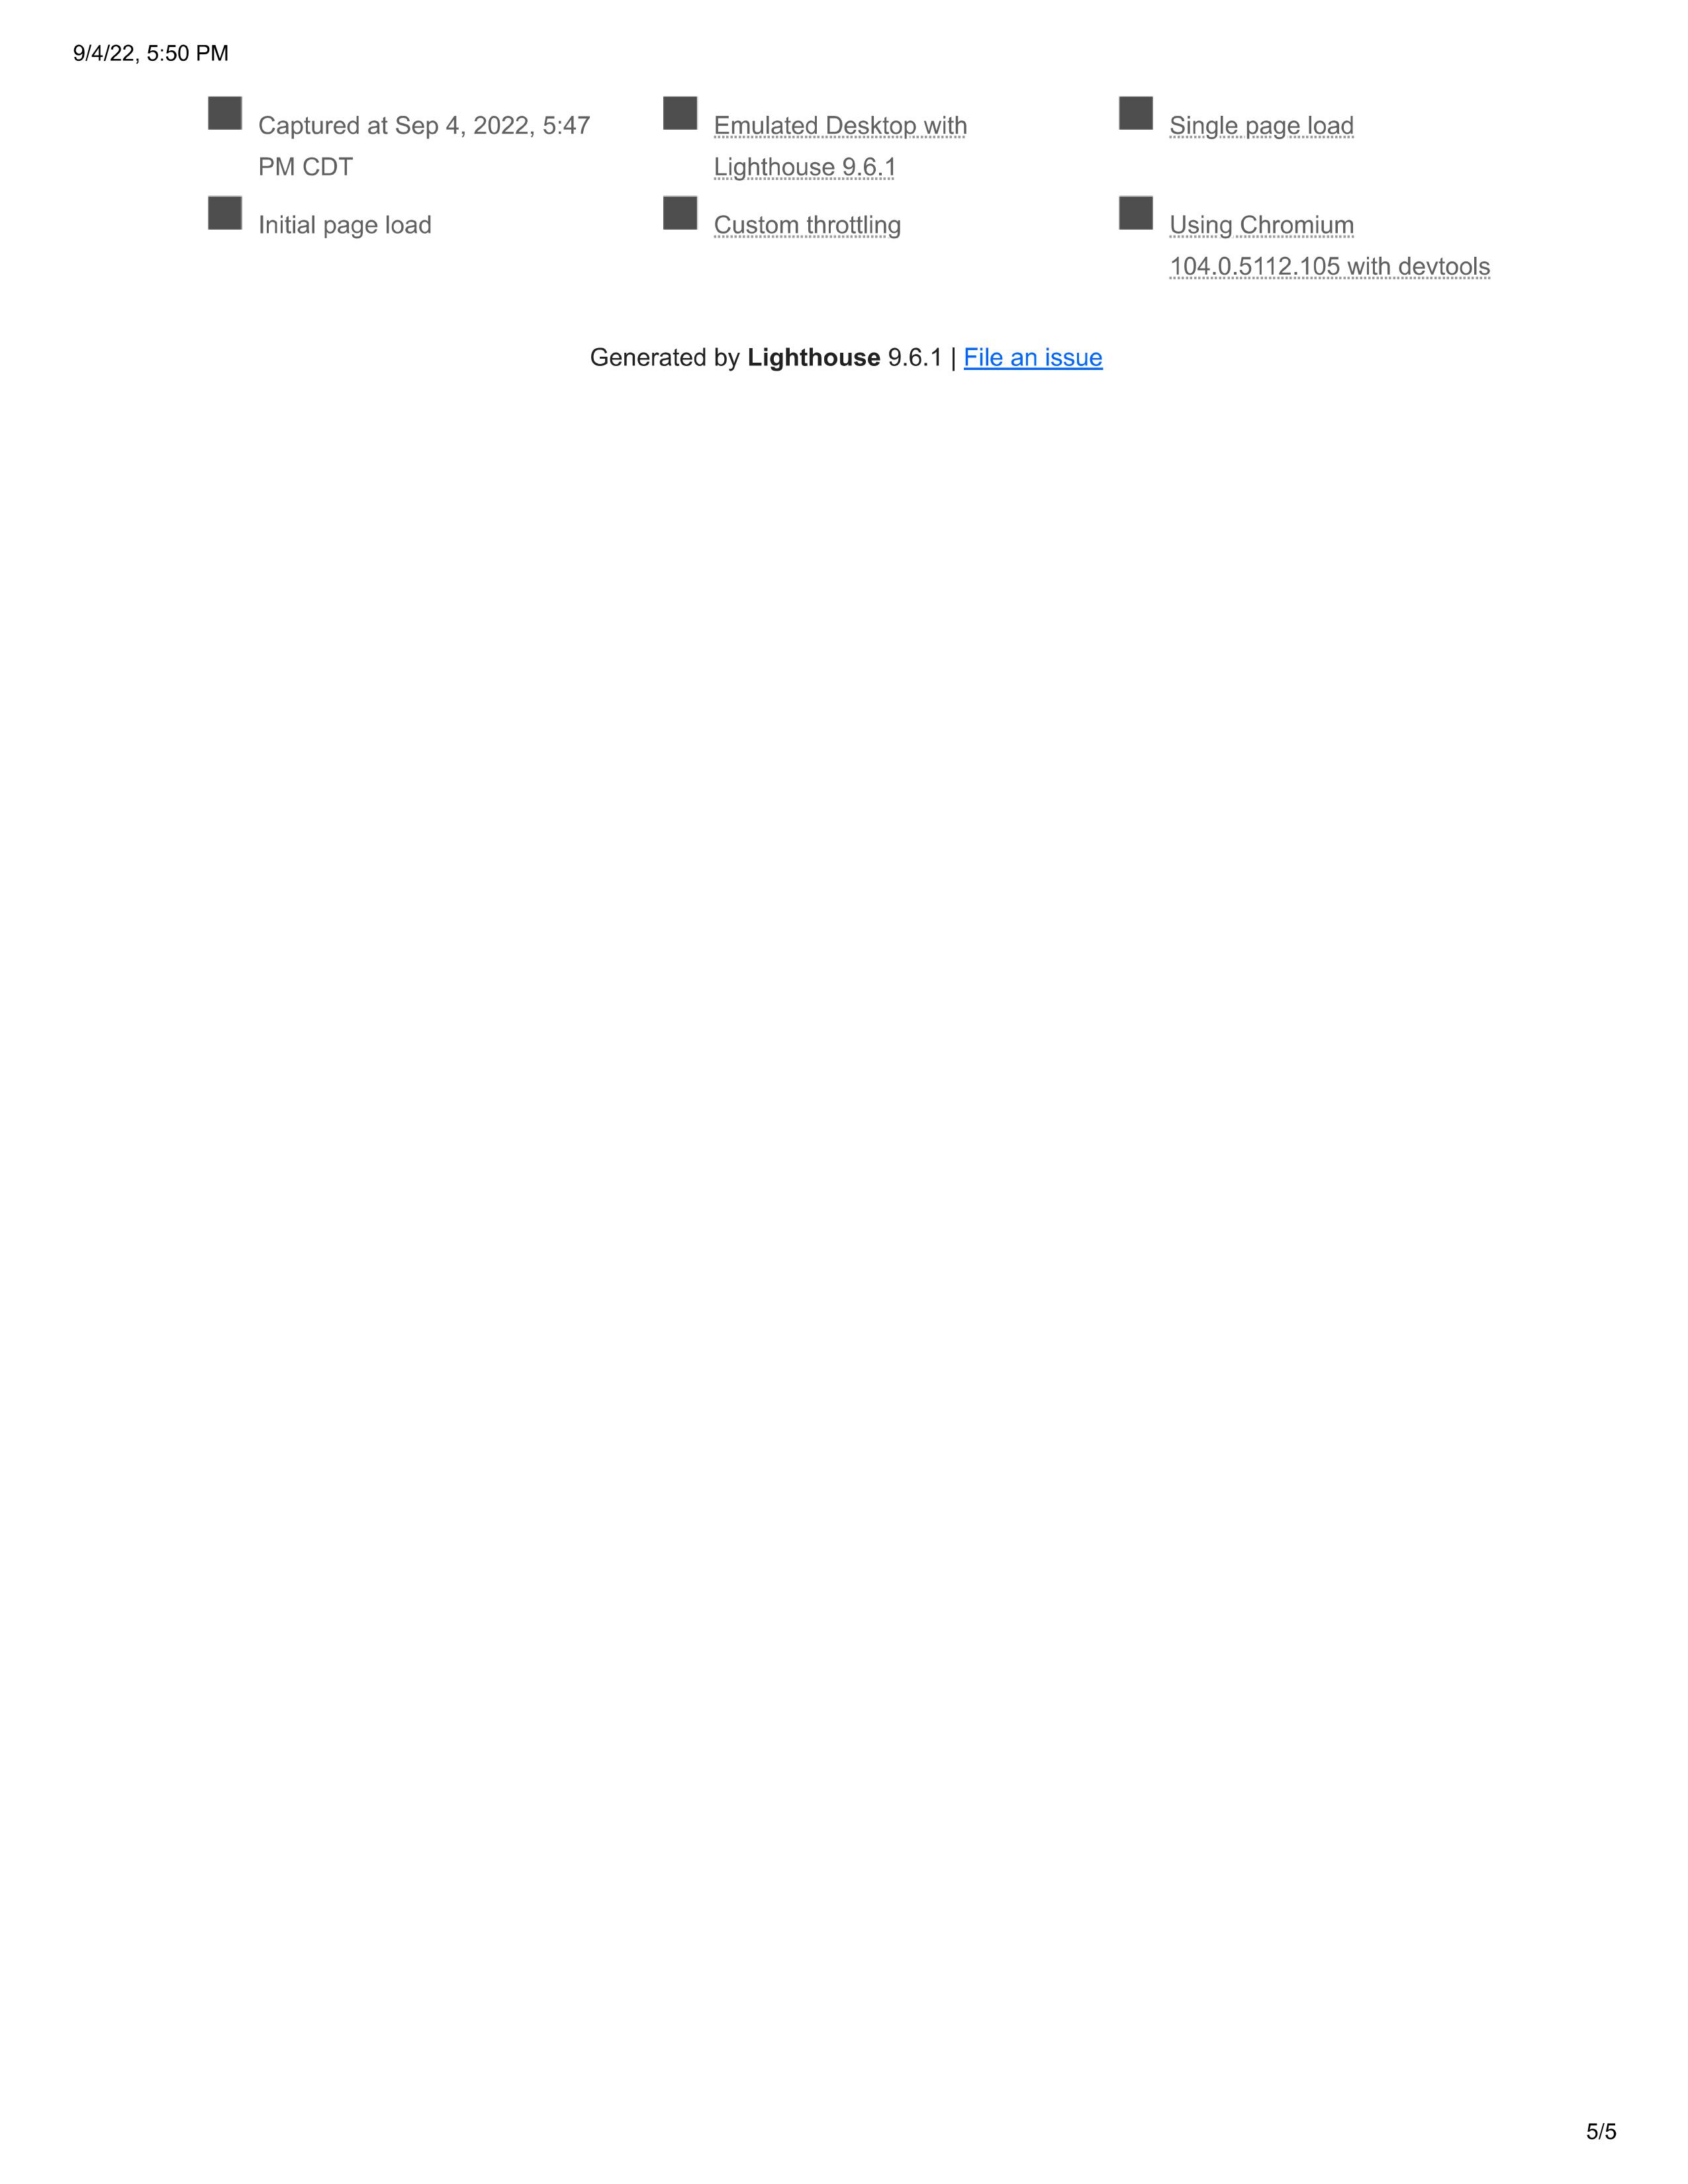 9/4/22, 5:50 PM
Captured at Sep 4, 2022, 5:47
PM CDT
Emulated Desktop with
Lighthouse 9.6.1
Single page load
Initial page load
Custom throttling
Using Chromium
104.0.5112.105 with devtools
Generated by Lighthouse 9.6.1 | File an issue
5/5